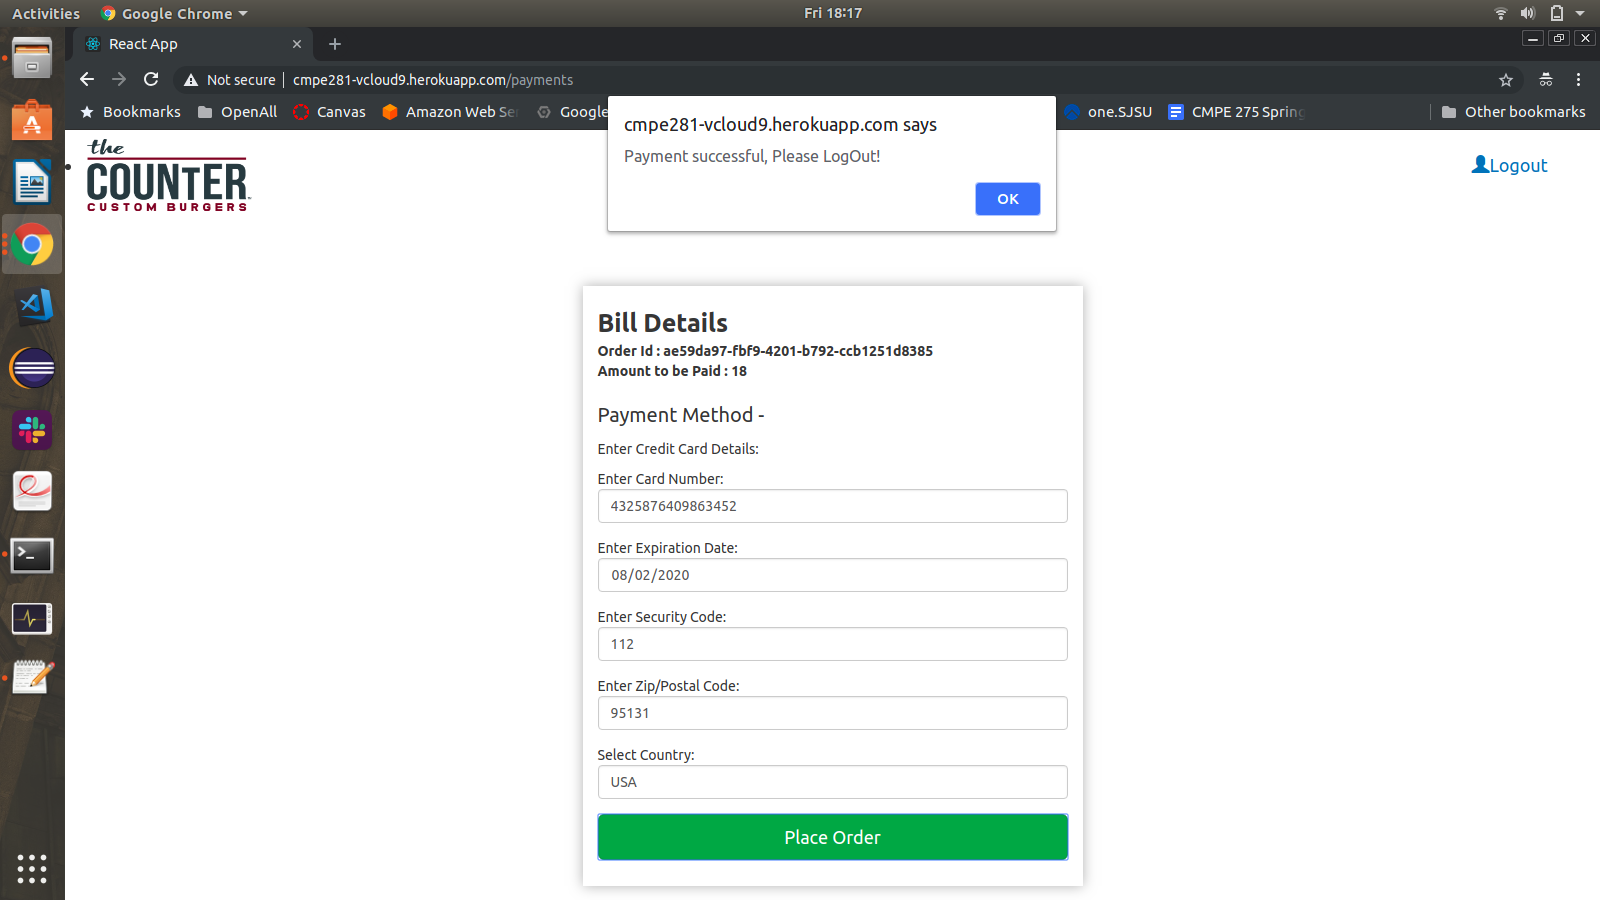 Activities
Google Chrome
Fri 18:17
React App
Not secure
cmpe281-vcloud9.herokuapp.com/payments
Bookmarks
OpenAll
Canvas
Amazon Web Se
Google
one.SJSU
CMPE 275 Spring
Other bookmarks
cmpe281-vcloud9.herokuapp.com says
Payment successful, Please LogOut!
OK
the
COUNTER
CUSTOM BURGERS
Logout
Bill Details
Order Id : ae59da97-fbf9-4201-b792-ccb1251d8385
Amount to be Paid : 18
Payment Method -
Enter Credit Card Details:
Enter Card Number:
4325876409863452
Enter Expiration Date:
08/02/2020
Enter Security Code:
112
Enter Zip/Postal Code:
95131
Select Country:
USA
Place Order